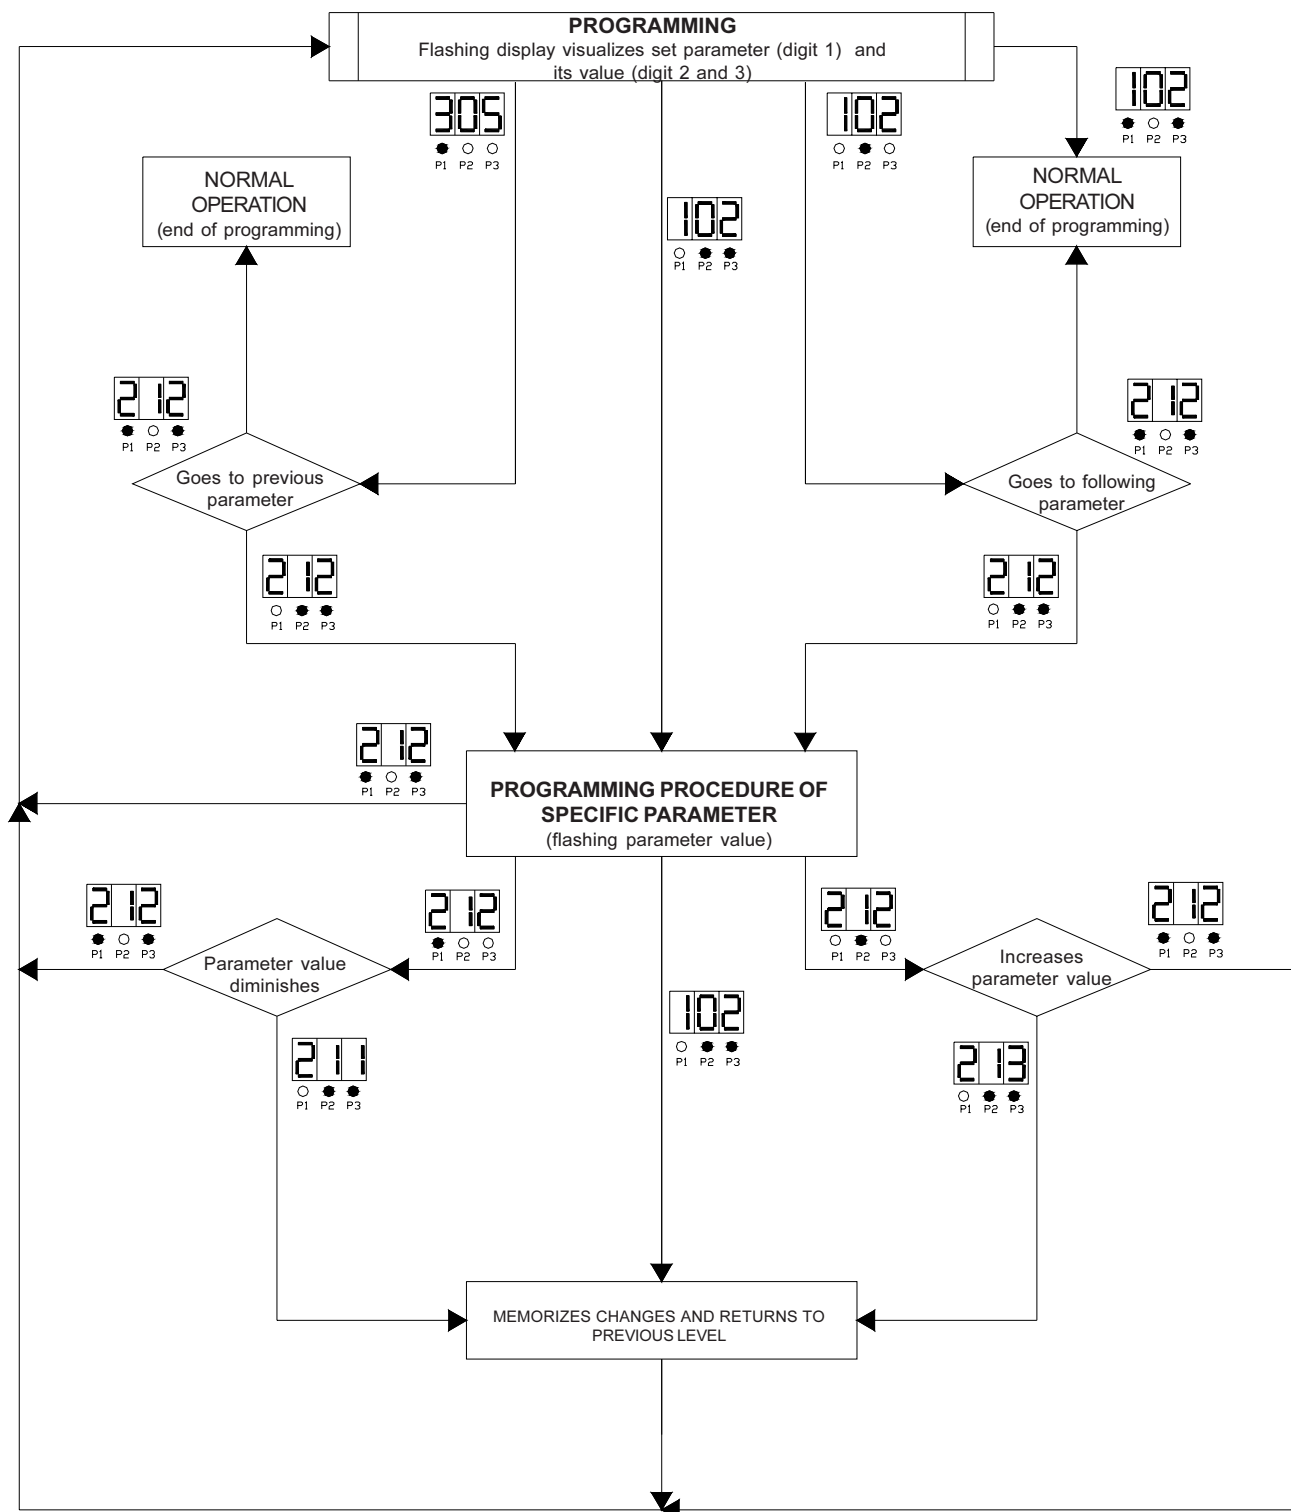 PROGRAMMING
Flashing display visualizes set parameter (digit 1) and
its value (digit 2 and 3)
305
P1 P2 P3
102
P1 P2 P3
102
P1 P2 P3
NORMAL
OPERATION
(end of programming)
102
P1 P2 P3
NORMAL
OPERATION
(end of programming)
212
P1 P2 P3
212
P1 P2 P3
Goes to previous
parameter
Goes to following
parameter
212
P1 P2 P3
212
P1 P2 P3
212
P1 P2 P3
PROGRAMMING PROCEDURE OF
SPECIFIC PARAMETER
(flashing parameter value)
212
P1 P2 P3
212
P1 P2 P3
212
P1 P2 P3
212
P1 P2 P3
Parameter value
diminishes
Increases
parameter value
102
P1 P2 P3
211
P1 P2 P3
213
P1 P2 P3
MEMORIZES CHANGES AND RETURNS TO
PREVIOUS LEVEL